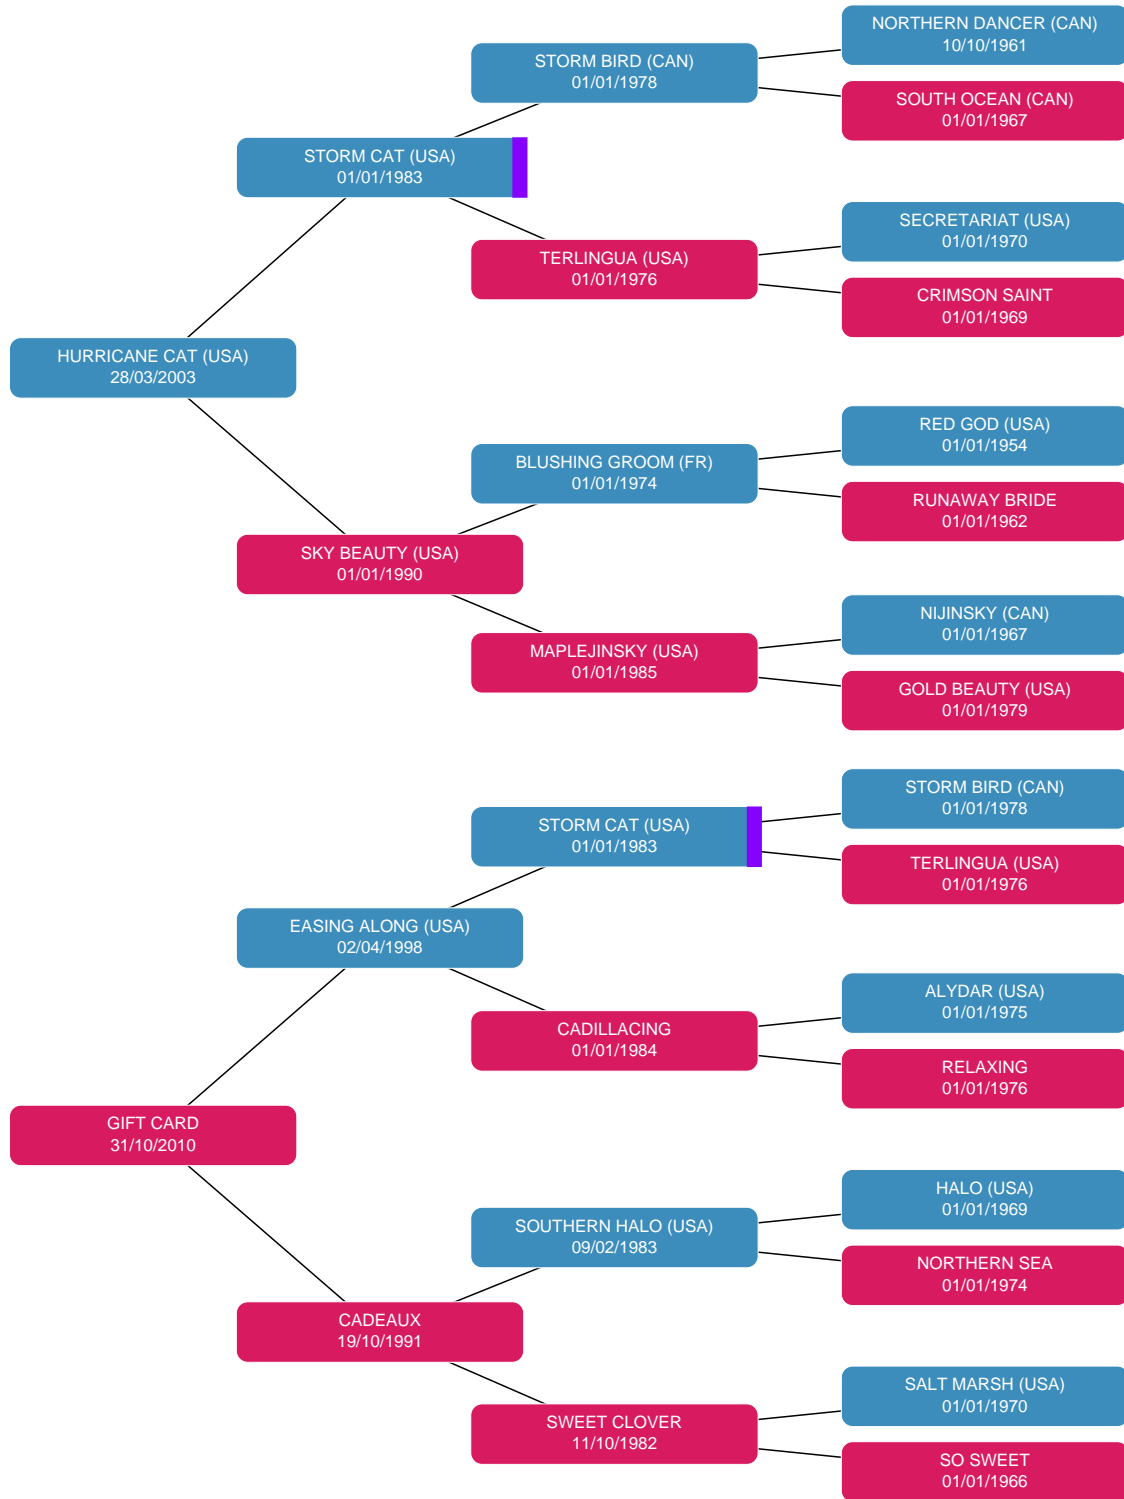 NORTHERN DANCER (CAN)
10/10/1961
STORM BIRD (CAN)
01/01/1978
SOUTH OCEAN (CAN)
01/01/1967
STORM CAT (USA)
01/01/1983
SECRETARIAT (USA)
01/01/1970
TERLINGUA (USA)
01/01/1976
CRIMSON SAINT
01/01/1969
HURRICANE CAT (USA)
28/03/2003
RED GOD (USA)
01/01/1954
BLUSHING GROOM (FR)
01/01/1974
RUNAWAY BRIDE
01/01/1962
SKY BEAUTY (USA)
01/01/1990
NIJINSKY (CAN)
01/01/1967
MAPLEJINSKY (USA)
01/01/1985
GOLD BEAUTY (USA)
01/01/1979
STORM BIRD (CAN)
01/01/1978
STORM CAT (USA)
01/01/1983
TERLINGUA (USA)
01/01/1976
EASING ALONG (USA)
02/04/1998
ALYDAR (USA)
01/01/1975
CADILLACING
01/01/1984
RELAXING
01/01/1976
GIFT CARD
31/10/2010
HALO (USA)
01/01/1969
SOUTHERN HALO (USA)
09/02/1983
NORTHERN SEA
01/01/1974
CADEAUX
19/10/1991
SALT MARSH (USA)
01/01/1970
SWEET CLOVER
11/10/1982
SO SWEET
01/01/1966